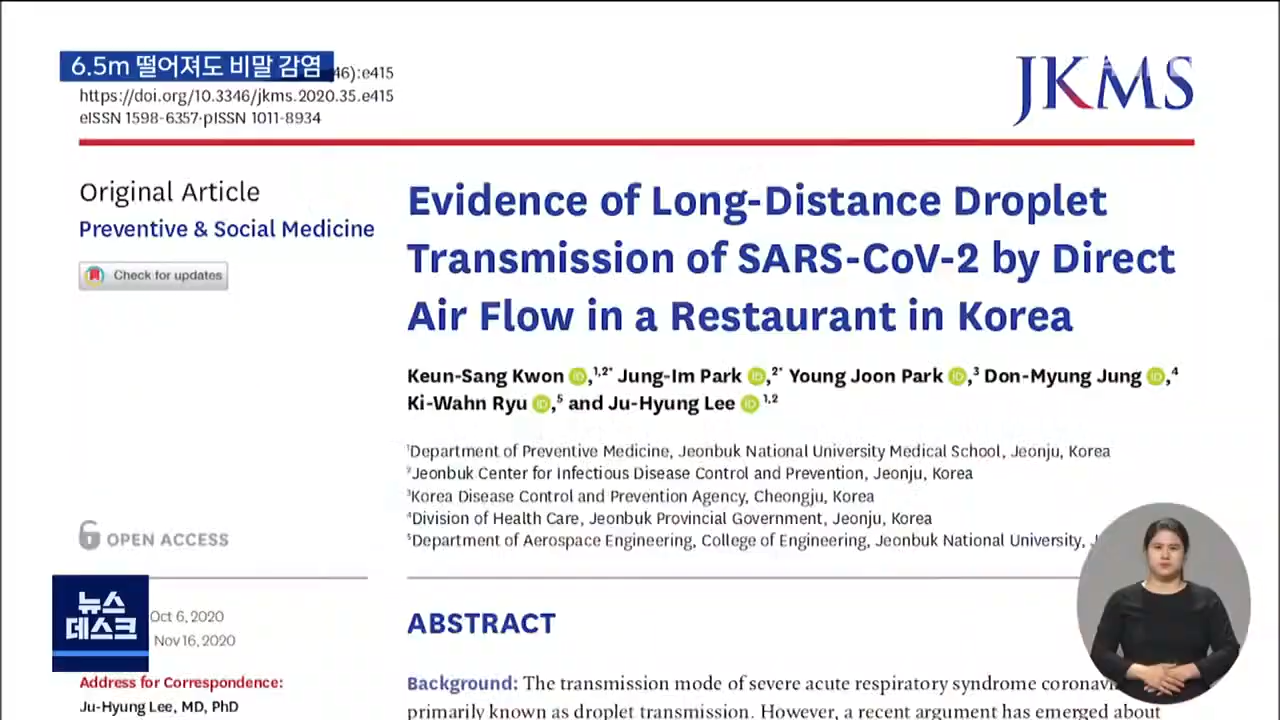 6.5m 떨어져도 비말 감염
46):e415
https://doi.org/10.3346/jkms.2020.35.e415
eISSN 1598-6357·pISSN 1011-8934
JKMS
Original Article
Preventive & Social Medicine
Check for updates
Evidence of Long-Distance Droplet
Transmission of SARS-CoV-2 by Direct
Air Flow in a Restaurant in Korea
Keun-Sang Kwon iD,1,2* Jung-Im Park iD,2* Young Joon Park iD,3 Don-Myung Jung iD,4
Ki-Wahn Ryu iD,5 and Ju-Hyung Lee iD 1,2
1Department of Preventive Medicine, Jeonbuk National University Medical School, Jeonju, Korea
2Jeonbuk Center for Infectious Disease Control and Prevention, Jeonju, Korea
3Korea Disease Control and Prevention Agency, Cheongju, Korea
4Division of Health Care, Jeonbuk Provincial Government, Jeonju, Korea
5Department of Aerospace Engineering, College of Engineering, Jeonbuk National University,
OPEN ACCESS
뉴스
데스크
Oct 6, 2020
Nov 16, 2020
Address for Correspondence:
Ju-Hyung Lee, MD, PhD
ABSTRACT
Background: The transmission mode of severe acute respiratory syndrome
primarily known as droplet transmission. However, a recent argument has emerged about